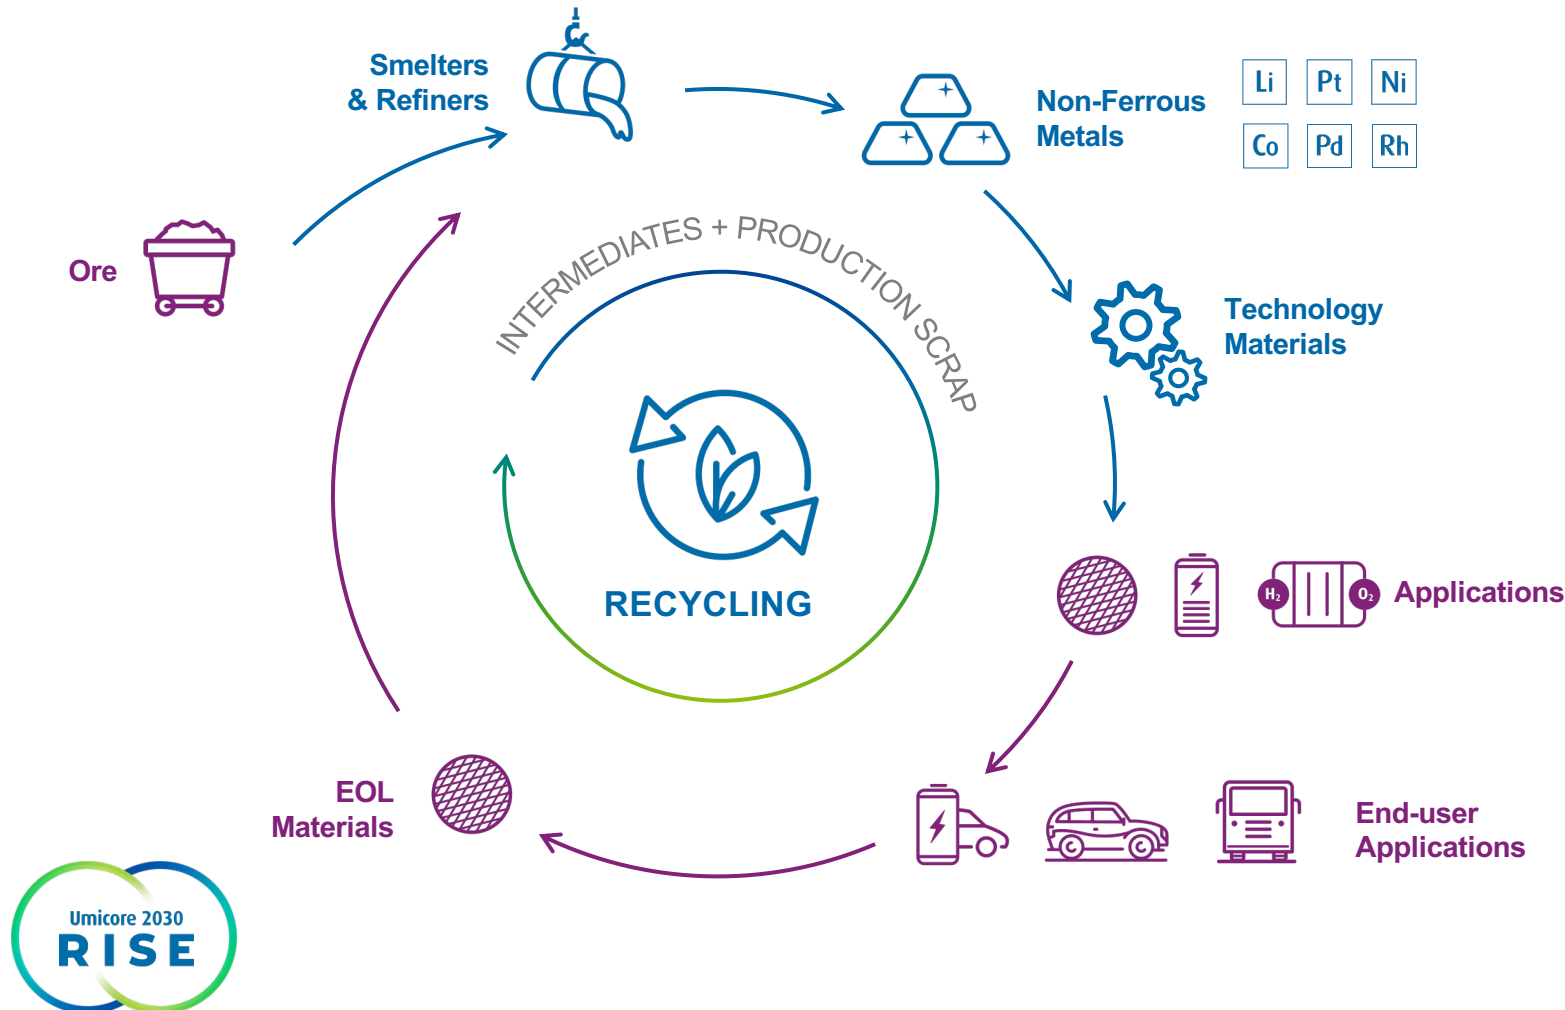 Smelters
& Refiners
Non-Ferrous
Metals
Li Pt Ni
Co Pd Rh
Ore
INTERMEDIATES + PRODUCTION SCRAP
Technology
Materials
RECYCLING
H₂ O₂ Applications
EOL
Materials
End-user
Applications
Umicore 2030
RISE